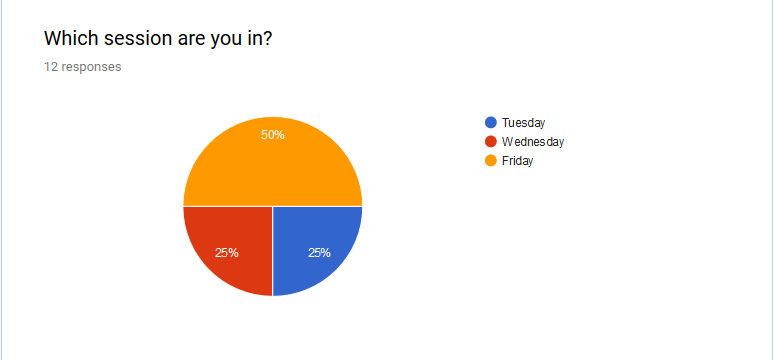 Which session are you in?
12 responses
Tuesday
Wednesday
Friday
50%
25%
25%